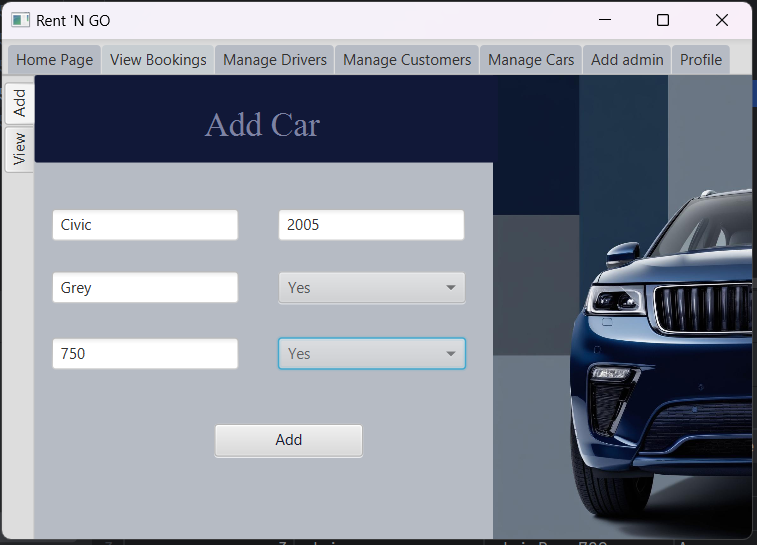 Rent 'N GO
Home Page View Bookings Manage Drivers Manage Customers Manage Cars Add admin Profile
Add
View
Add Car
Civic 2005
Grey Yes
750 Yes
Add